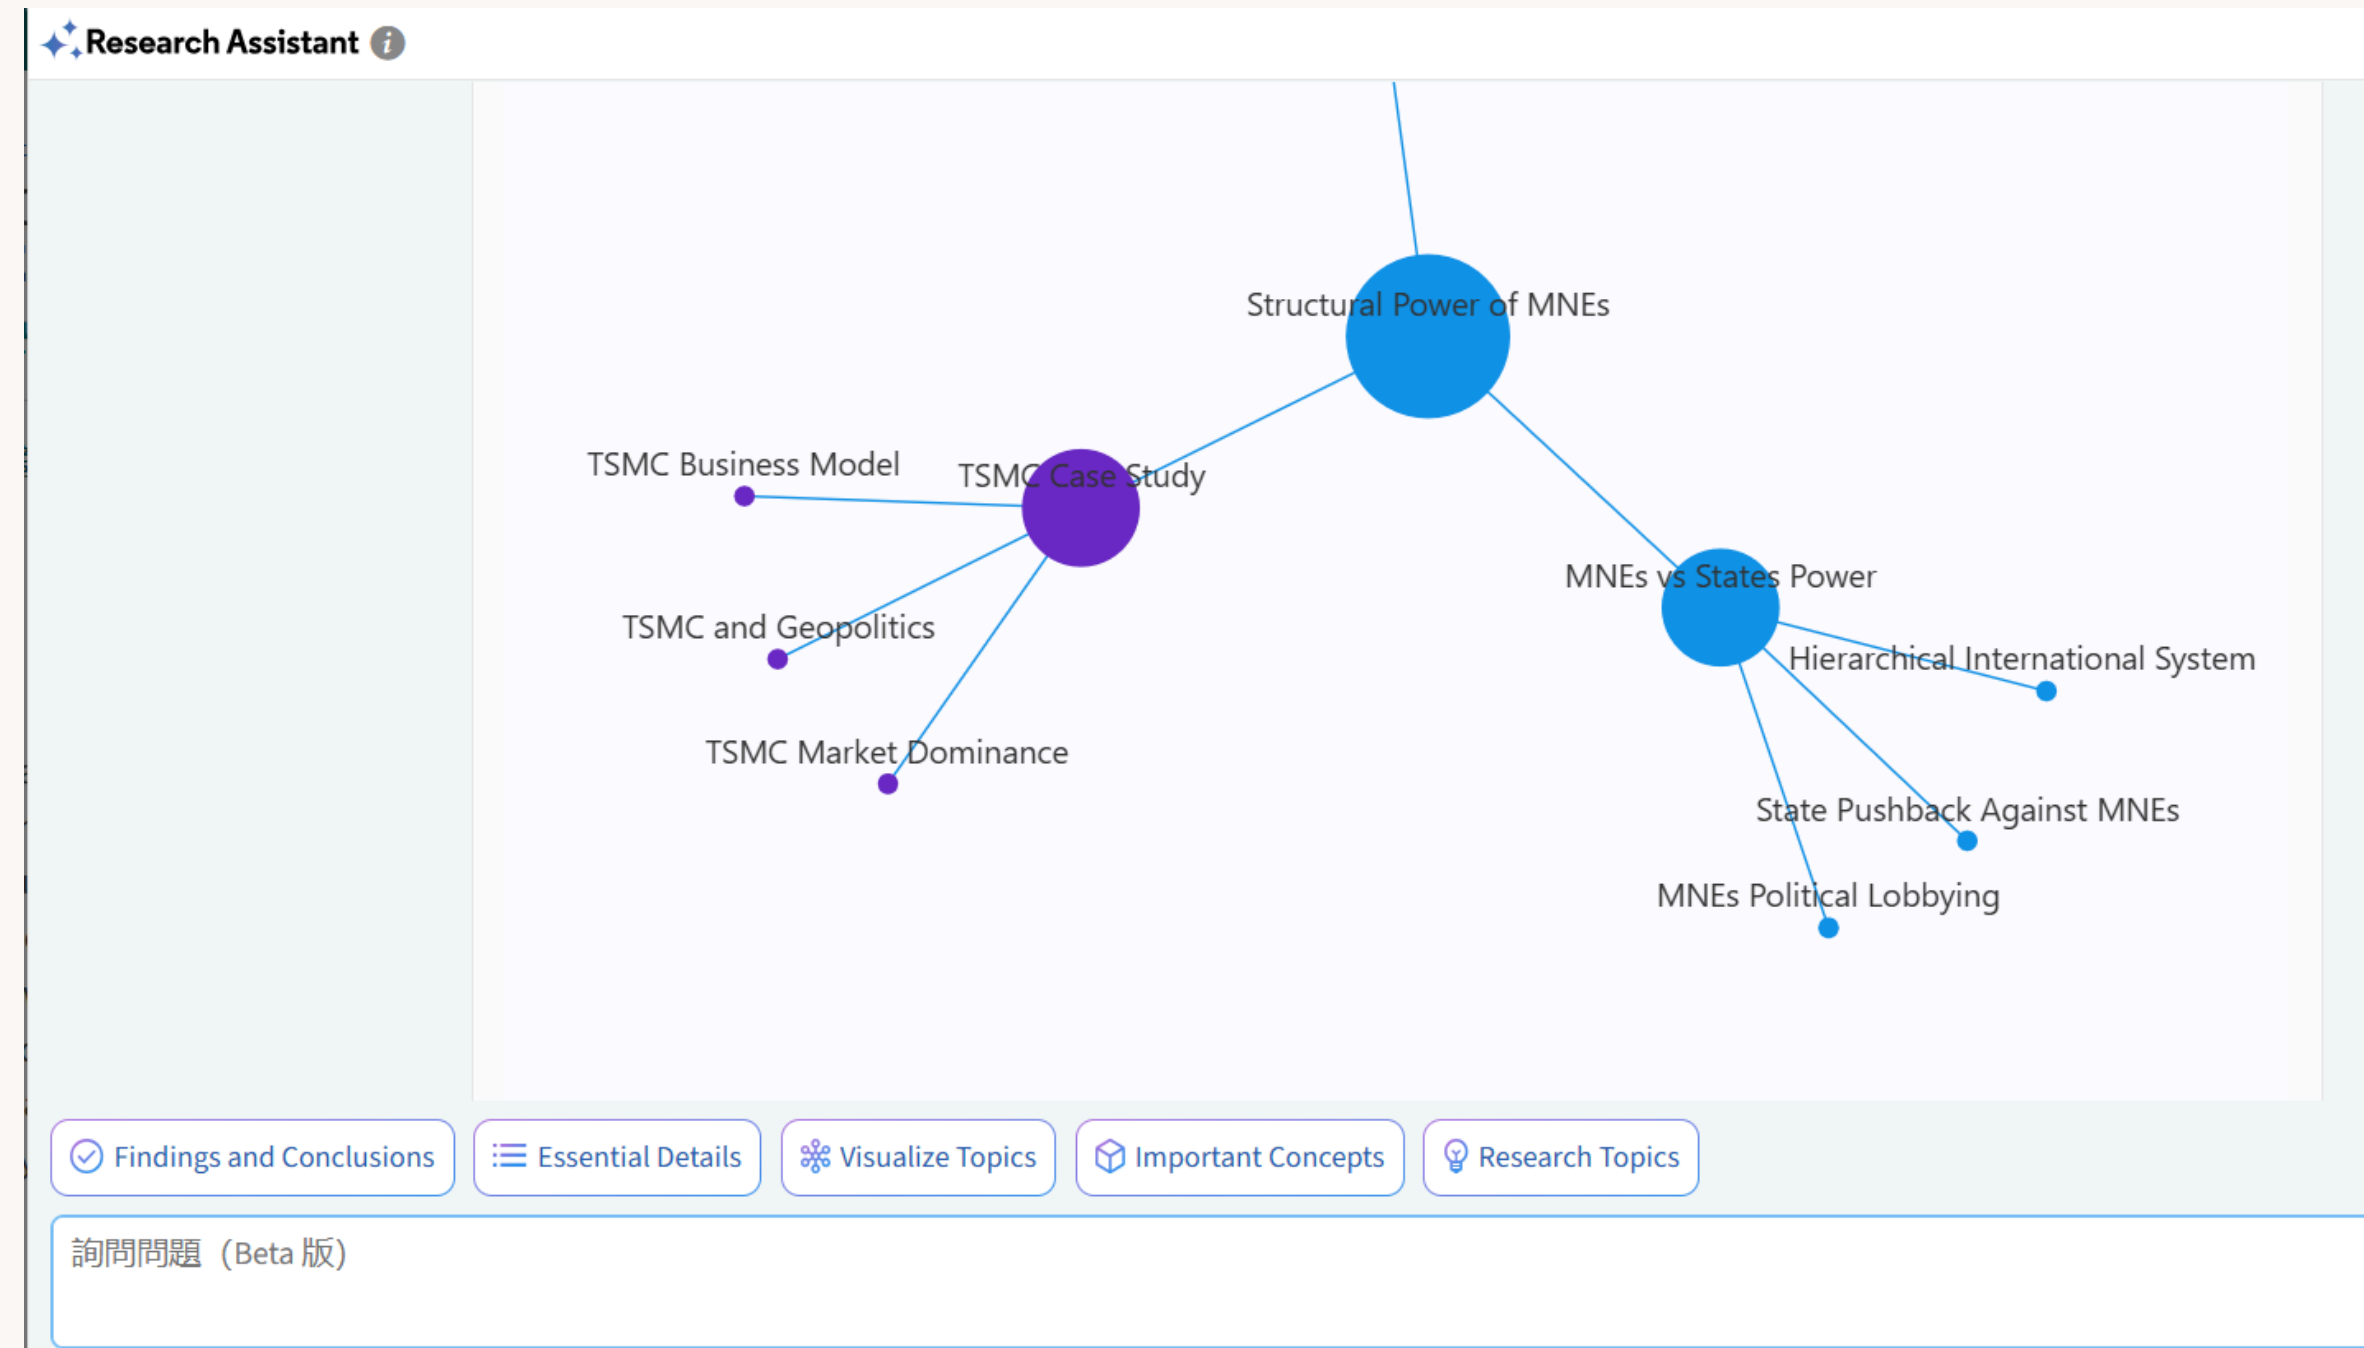 Research Assistant
Structural Power of MNEs
TSMC Business Model
TSMC Case Study
MNEs vs States Power
TSMC and Geopolitics
Hierarchical International System
TSMC Market Dominance
State Pushback Against MNEs
MNEs Political Lobbying
Findings and Conclusions
Essential Details
Visualize Topics
Important Concepts
Research Topics
詢問問題（Beta 版）